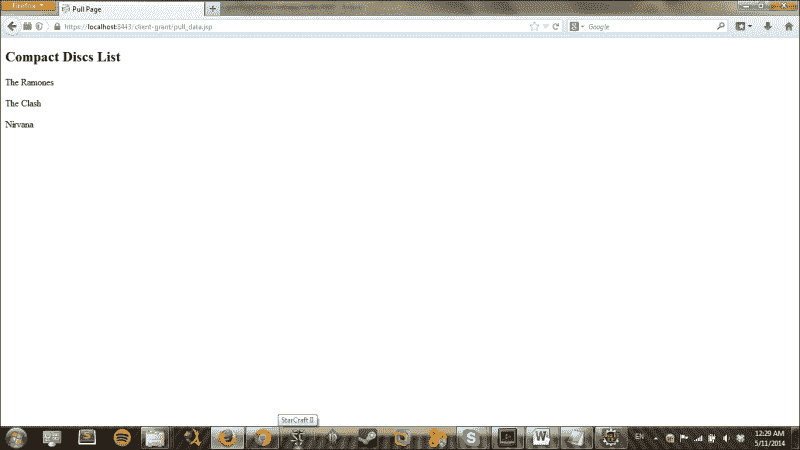 Firefox
Pull Page
https://localhost:8443/client-grant/pull_data.jsp
Google
Compact Discs List
The Ramones
The Clash
Nirvana
StarCraft II
EN
12:29 AM
5/11/2014